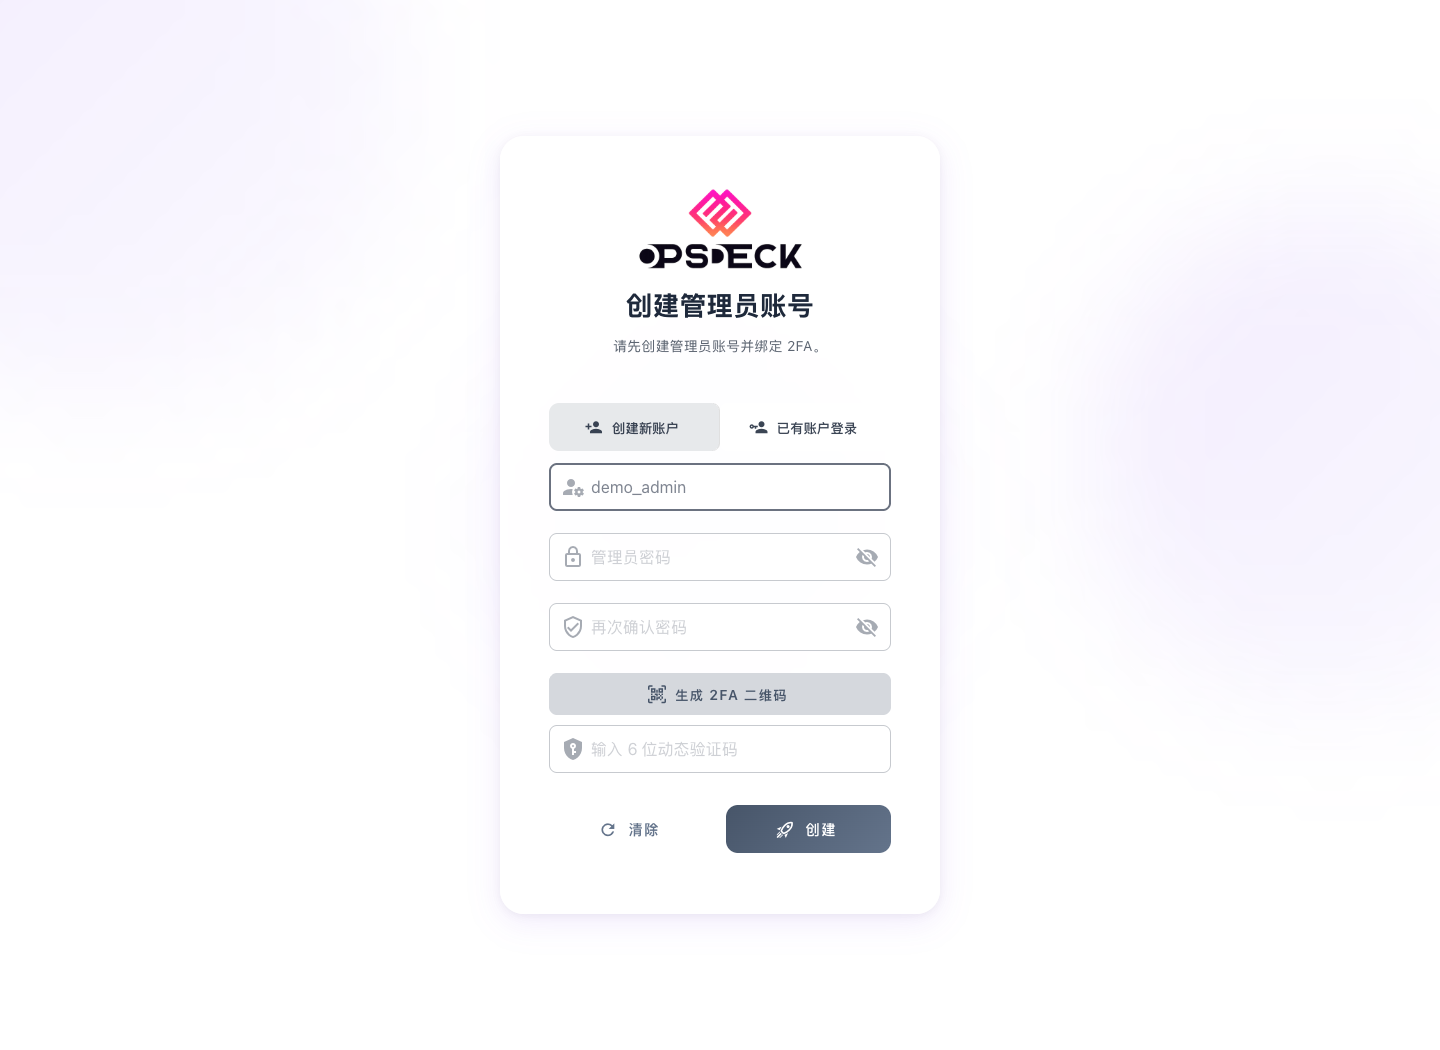 OPSDECK
创建管理员账号
请先创建管理员账号并绑定 2FA。
创建新账户
已有账户登录
demo_admin
管理员密码
再次确认密码
生成 2FA 二维码
输入 6 位动态验证码
清除
创建